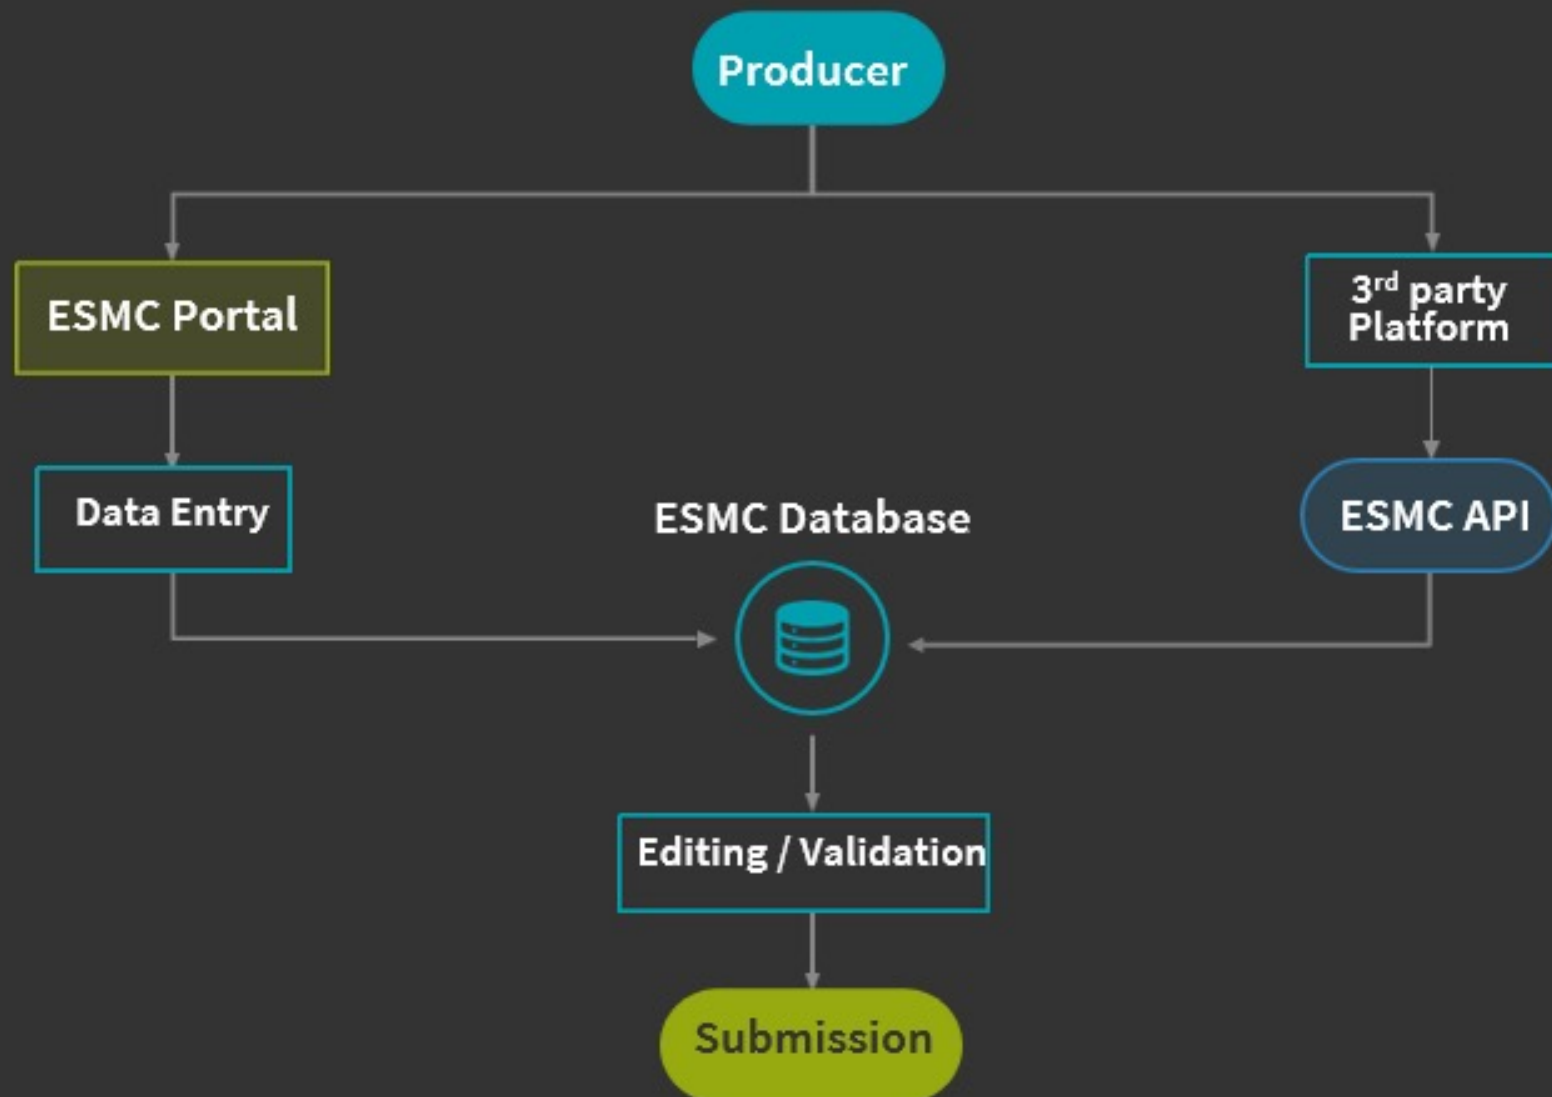 Producer
ESMC Portal
3rd party
Platform
Data Entry
ESMC Database
ESMC API
Editing / Validation
Submission